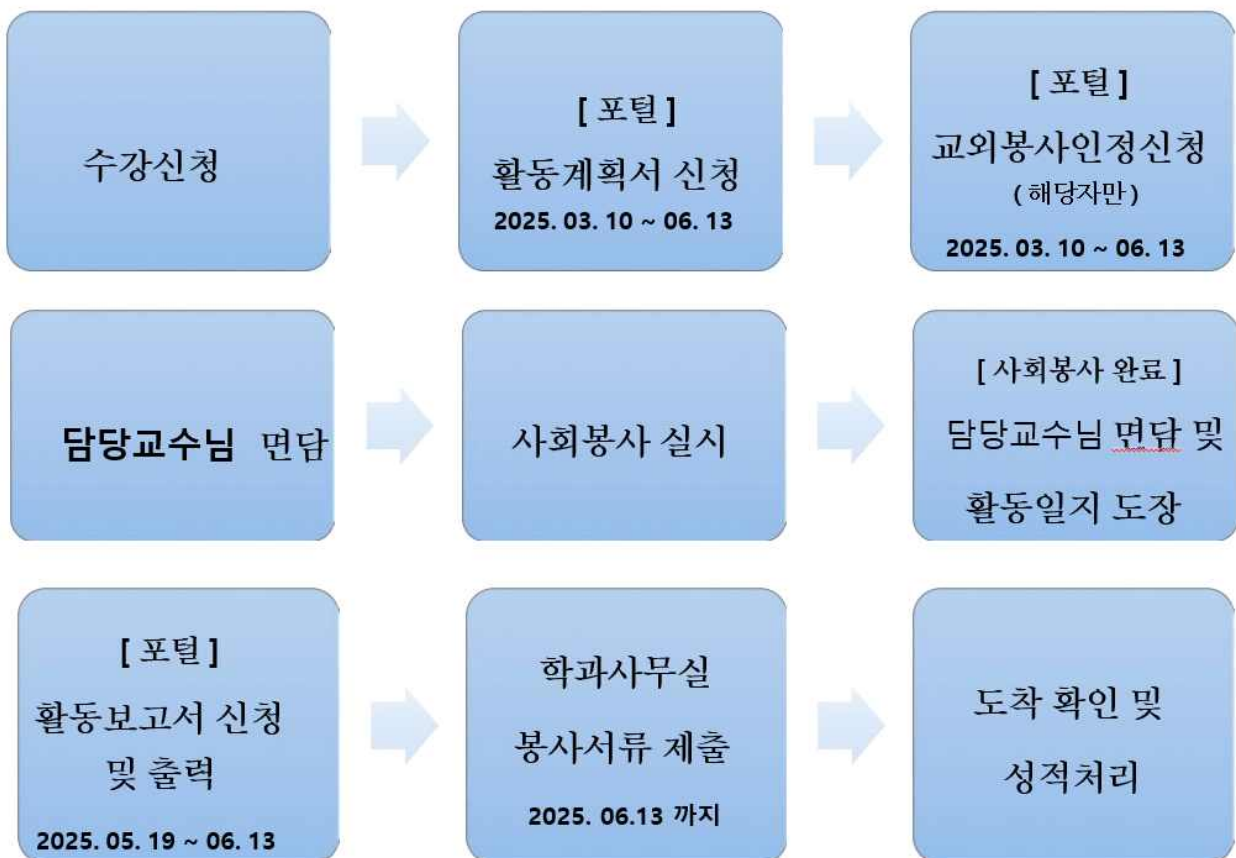 수강신청
[ 포털 ]
활동계획서 신청
2025. 03. 10 ~ 06. 13
[ 포털 ]
교외봉사인정신청
( 해당자만 )
2025. 03. 10 ~ 06. 13
담당교수님 면담
사회봉사 실시
[ 사회봉사 완료 ]
담당교수님 면담 및
활동일지 도장
[ 포털 ]
활동보고서 신청
및 출력
2025. 05. 19 ~ 06. 13
학과사무실
봉사서류 제출
2025. 06.13 까지
도착 확인 및
성적처리